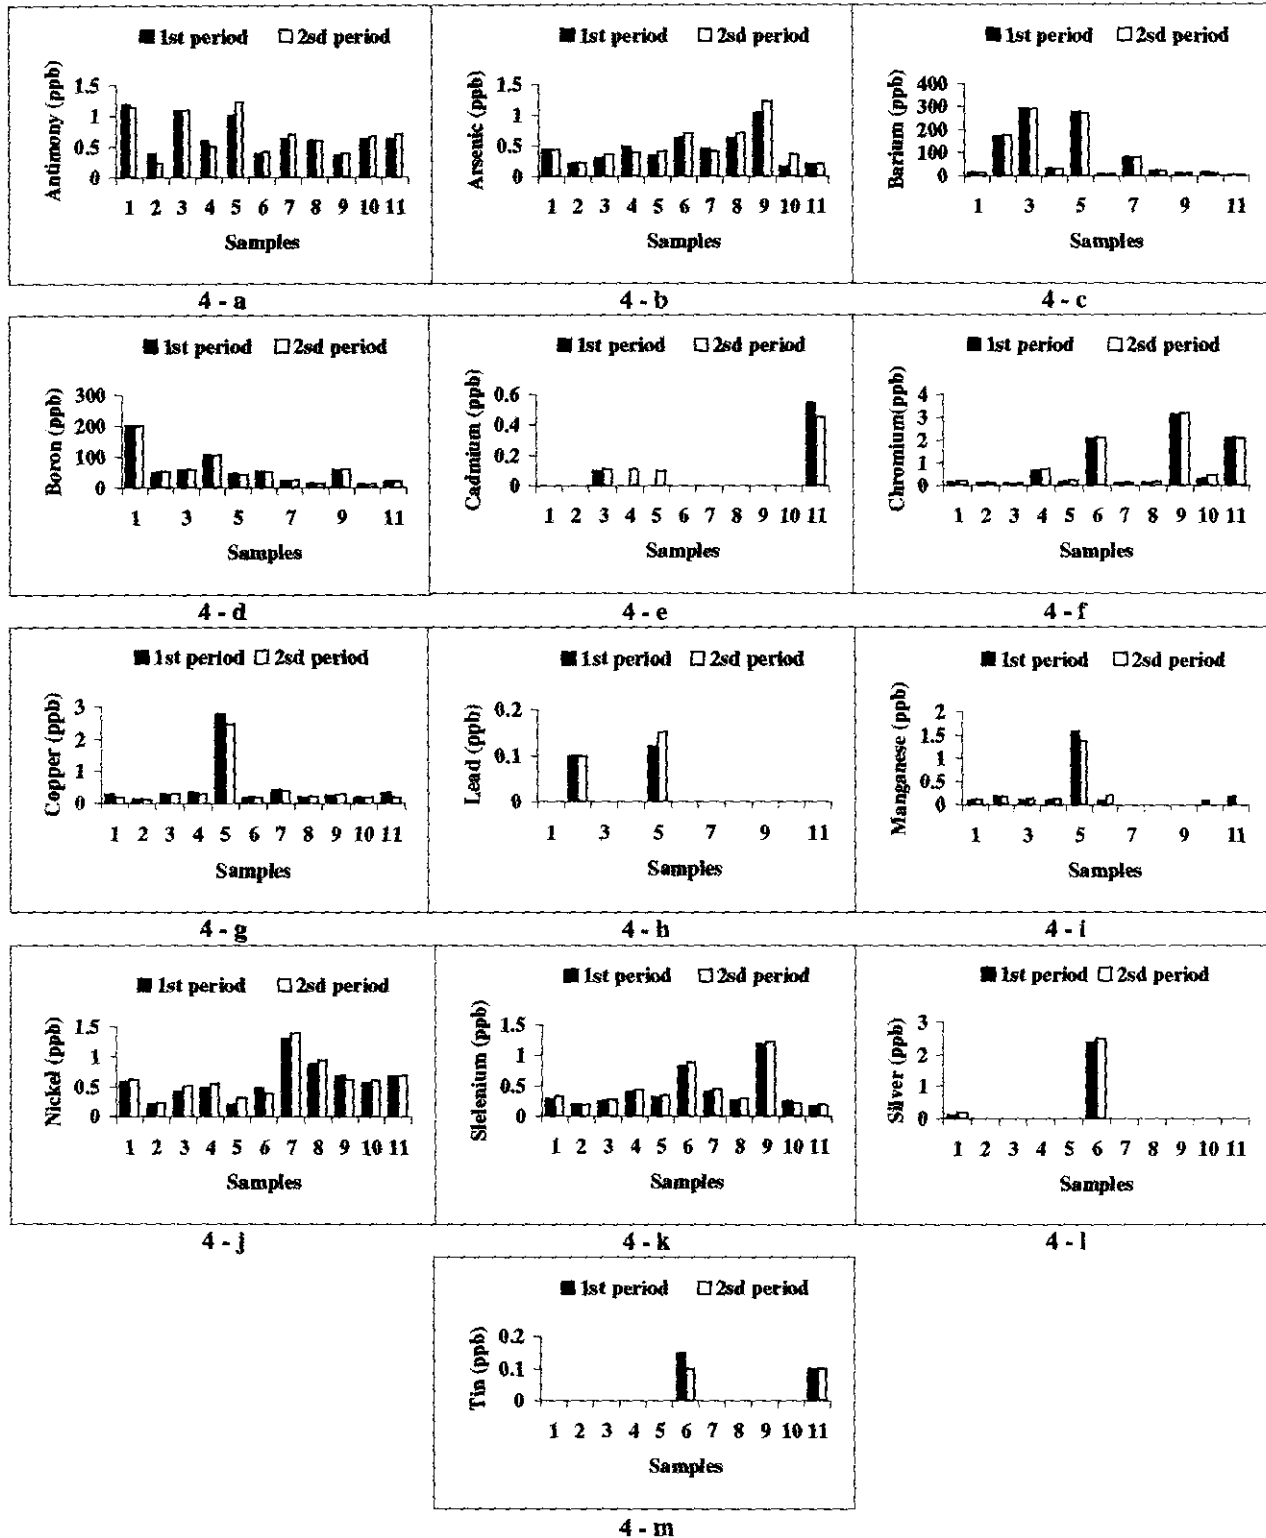 1st period 2sd period
Antimony (ppb)
1.5
1
0.5
0
1 2 3 4 5 6 7 8 9 10 11
Samples
4 - a
1st period 2sd period
Arsenic (ppb)
1.5
1
0.5
0
1 2 3 4 5 6 7 8 9 10 11
Samples
4 - b
1st period 2sd period
Barium (ppb)
400
300
200
100
0
1 3 5 7 9 11
Samples
4 - c
1st period 2sd period
Boron (ppb)
300
200
100
0
1 3 5 7 9 11
Samples
4 - d
1st period 2sd period
Cadmium (ppb)
0.6
0.4
0.2
0
1 2 3 4 5 6 7 8 9 10 11
Samples
4 - e
1st period 2sd period
Chromium(ppb)
4
3
2
1
0
1 2 3 4 5 6 7 8 9 10 11
Samples
4 - f
1st period 2sd period
Copper (ppb)
3
2
1
0
1 2 3 4 5 6 7 8 9 10 11
Samples
4 - g
1st period 2sd period
Lead (ppb)
0.2
0.1
0
1 3 5 7 9 11
Samples
4 - h
1st period 2sd period
Manganese (ppb)
2
1.5
1
0.5
0
1 3 5 7 9 11
Samples
4 - i
1st period 2sd period
Nickel (ppb)
1.5
1
0.5
0
1 2 3 4 5 6 7 8 9 10 11
Samples
4 - j
1st period 2sd period
Slelenium (ppb)
1.5
1
0.5
0
1 2 3 4 5 6 7 8 9 10 11
Samples
4 - k
1st period 2sd period
Silver (ppb)
3
2
1
0
1 2 3 4 5 6 7 8 9 10 11
Samples
4 - l
1st period 2sd period
Tin (ppb)
0.2
0.1
0
1 2 3 4 5 6 7 8 9 10 11
Samples
4 - m